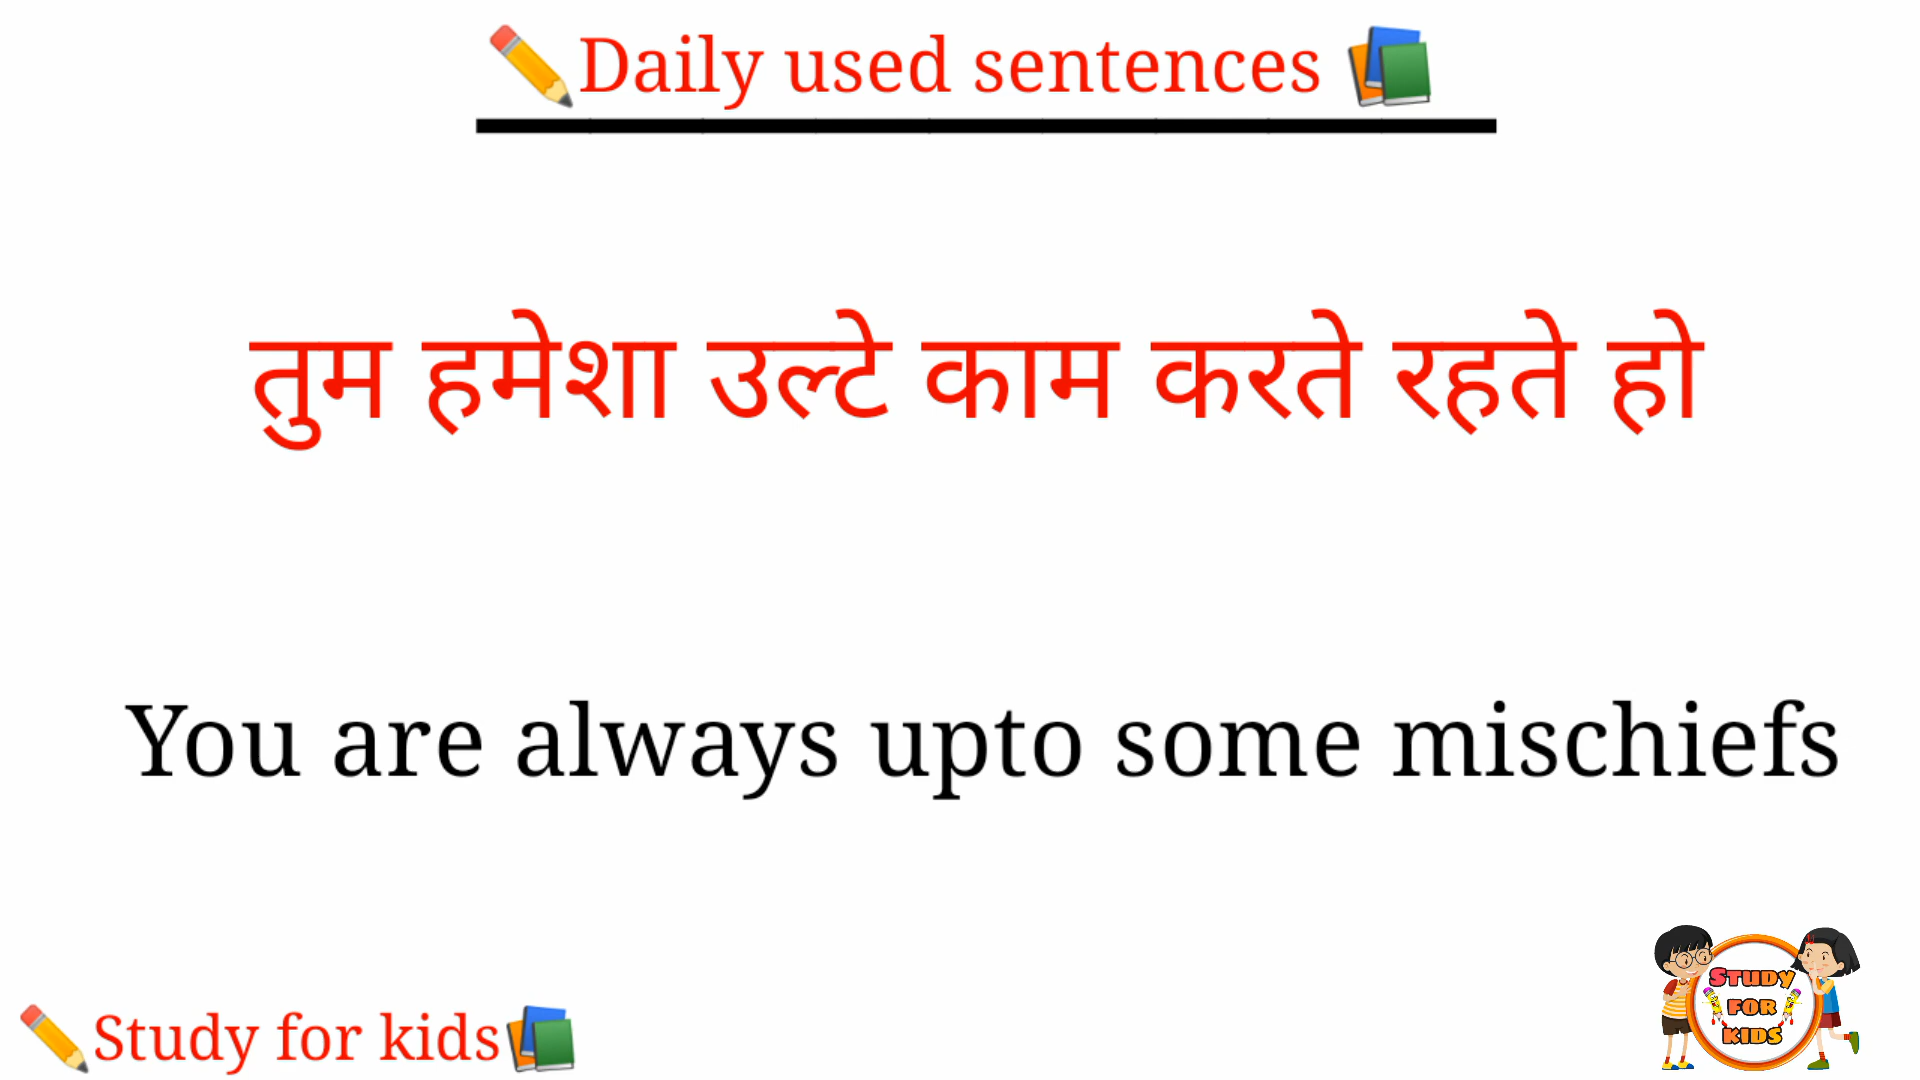 ✏️Daily used sentences 📚
तुम हमेशा उल्टे काम करते रहते हो
You are always upto some mischiefs
✏️Study for kids📚
STUDY
FOR
KIDS